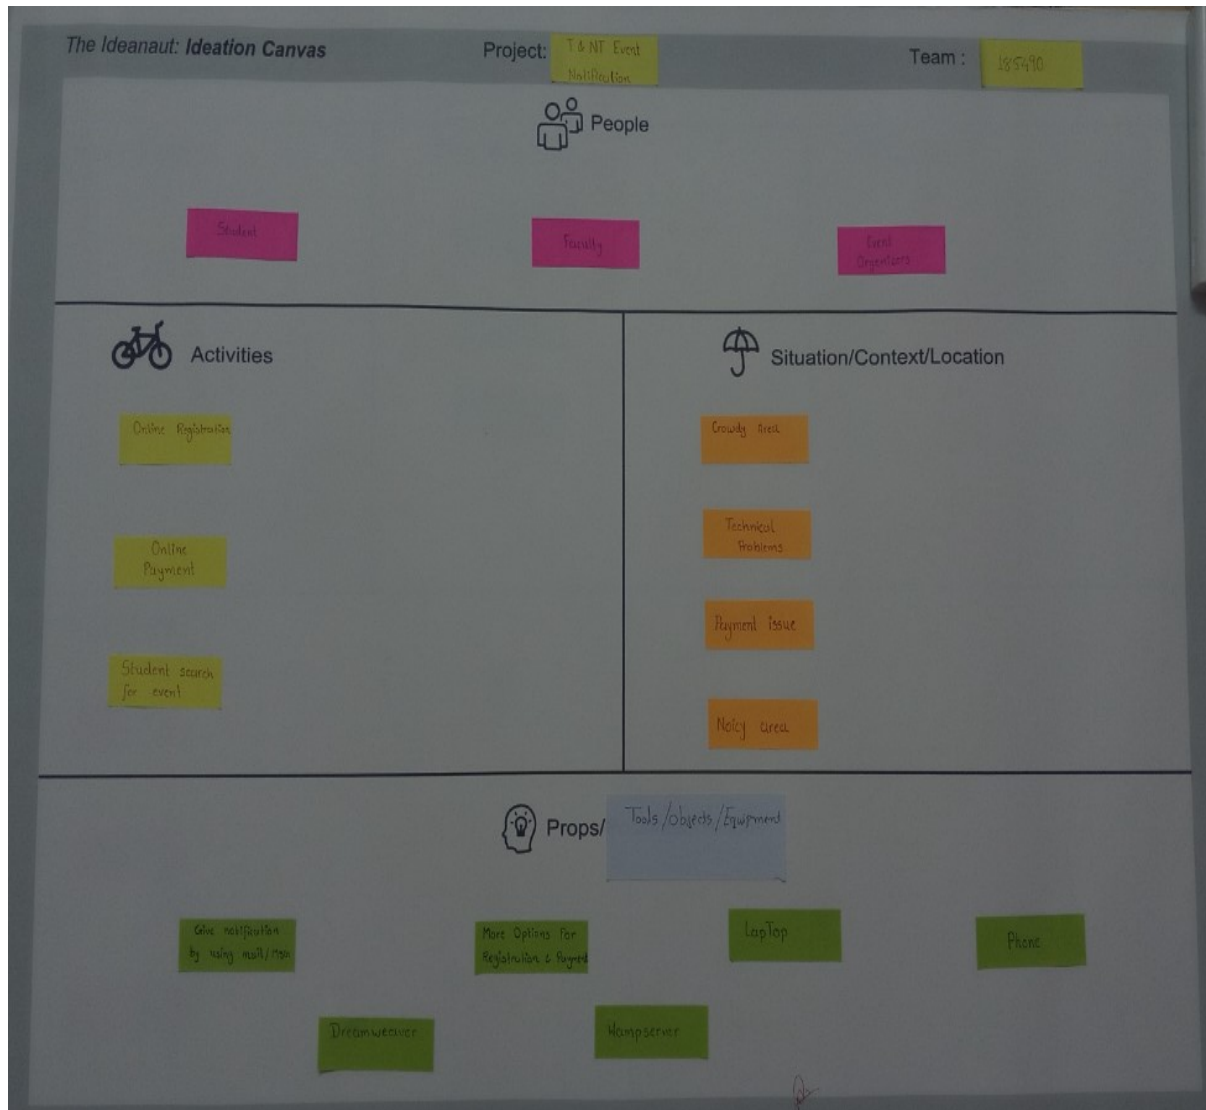 The Ideanaut: Ideation Canvas
Project:
T & NT Event
Notification
Team :
185490
People
Student
Faculty
Event
Organizers
Activities
Online Registration
Online
Payment
Student search
for event
Situation/Context/Location
Crowdy Area
Technical
Problems
Payment issue
Noicy area
Props/
Tools/objects/Equipment
Give notification
by using mail/
More Options For
Registration & Payment
LapTop
Phone
Dreamweaver
Wampserver